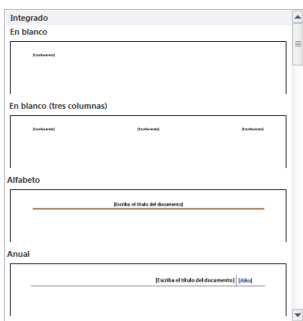 Integrado
En blanco
[Escriba texto]
En blanco (tres columnas)
[Escriba texto] [Escriba texto] [Escriba texto]
Alfabeto
[Escriba el título del documento]
Anual
[Escriba el título del documento] [Año]